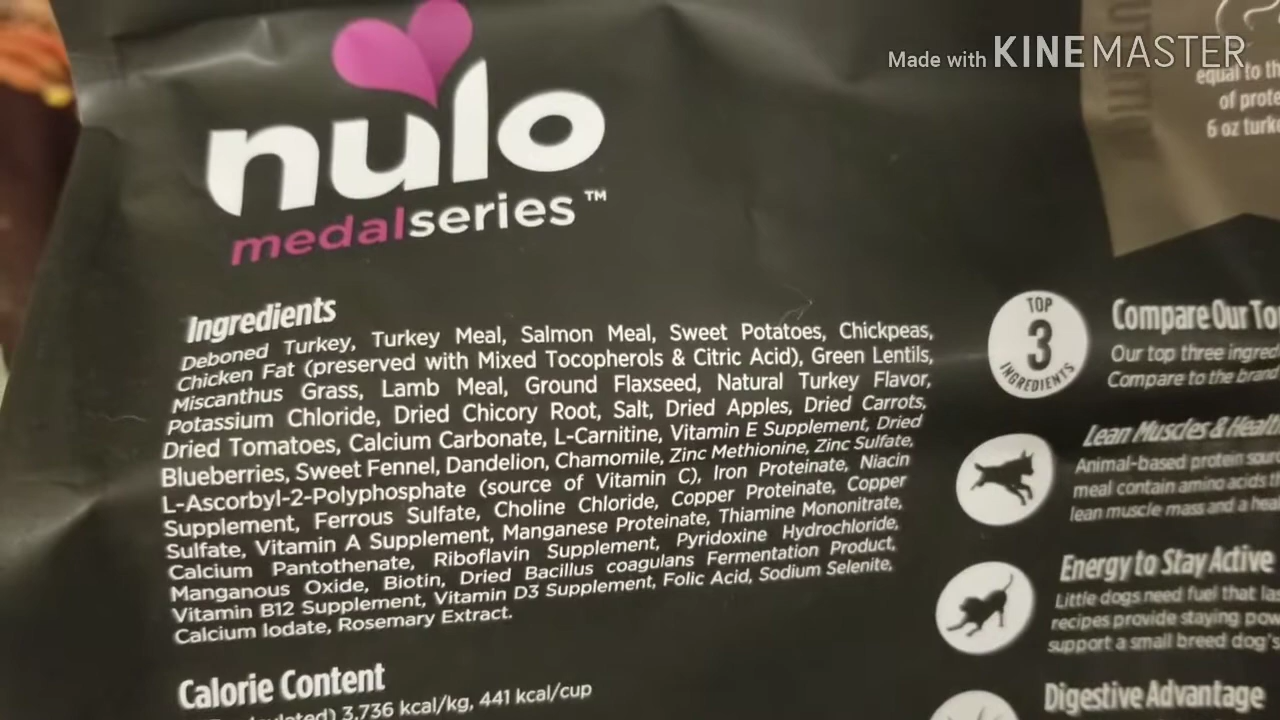 Made with KINEMASTER
nulo
medalseries™
equal to th
of prote
6 oz turk
Ingredients
Deboned Turkey, Turkey Meal, Salmon Meal, Sweet Potatoes, Chickpeas,
Chicken Fat (preserved with Mixed Tocopherols & Citric Acid), Green Lentils,
Miscanthus Grass, Lamb Meal, Ground Flaxseed, Natural Turkey Flavor,
Potassium Chloride, Dried Chicory Root, Salt, Dried Apples, Dried Carrots,
Dried Tomatoes, Calcium Carbonate, L-Carnitine, Vitamin E Supplement, Dried
Blueberries, Sweet Fennel, Dandelion, Chamomile, Zinc Methionine, Zinc Sulfate,
L-Ascorbyl-2-Polyphosphate (source of Vitamin C), Iron Proteinate, Niacin
Supplement, Ferrous Sulfate, Choline Chloride, Copper Proteinate, Copper
Sulfate, Vitamin A Supplement, Manganese Proteinate, Thiamine Mononitrate,
Calcium Pantothenate, Riboflavin Supplement, Pyridoxine Hydrochloride,
Manganous Oxide, Biotin, Dried Bacillus coagulans Fermentation Product,
Vitamin B12 Supplement, Vitamin D3 Supplement, Folic Acid, Sodium Selenite,
Calcium Iodate, Rosemary Extract.
Calorie Content
3,736 kcal/kg, 441 kcal/cup
TOP
3
INGREDIENTS
Compare Our To
Our top three ingred
Compare to the brand
Lean Muscles & Healt
Animal-based protein sour
meal contain amino acids th
lean muscle mass and a hea
Energy to Stay Active
Little dogs need fuel that las
recipes provide staying pow
support a small breed dog's
Digestive Advantage